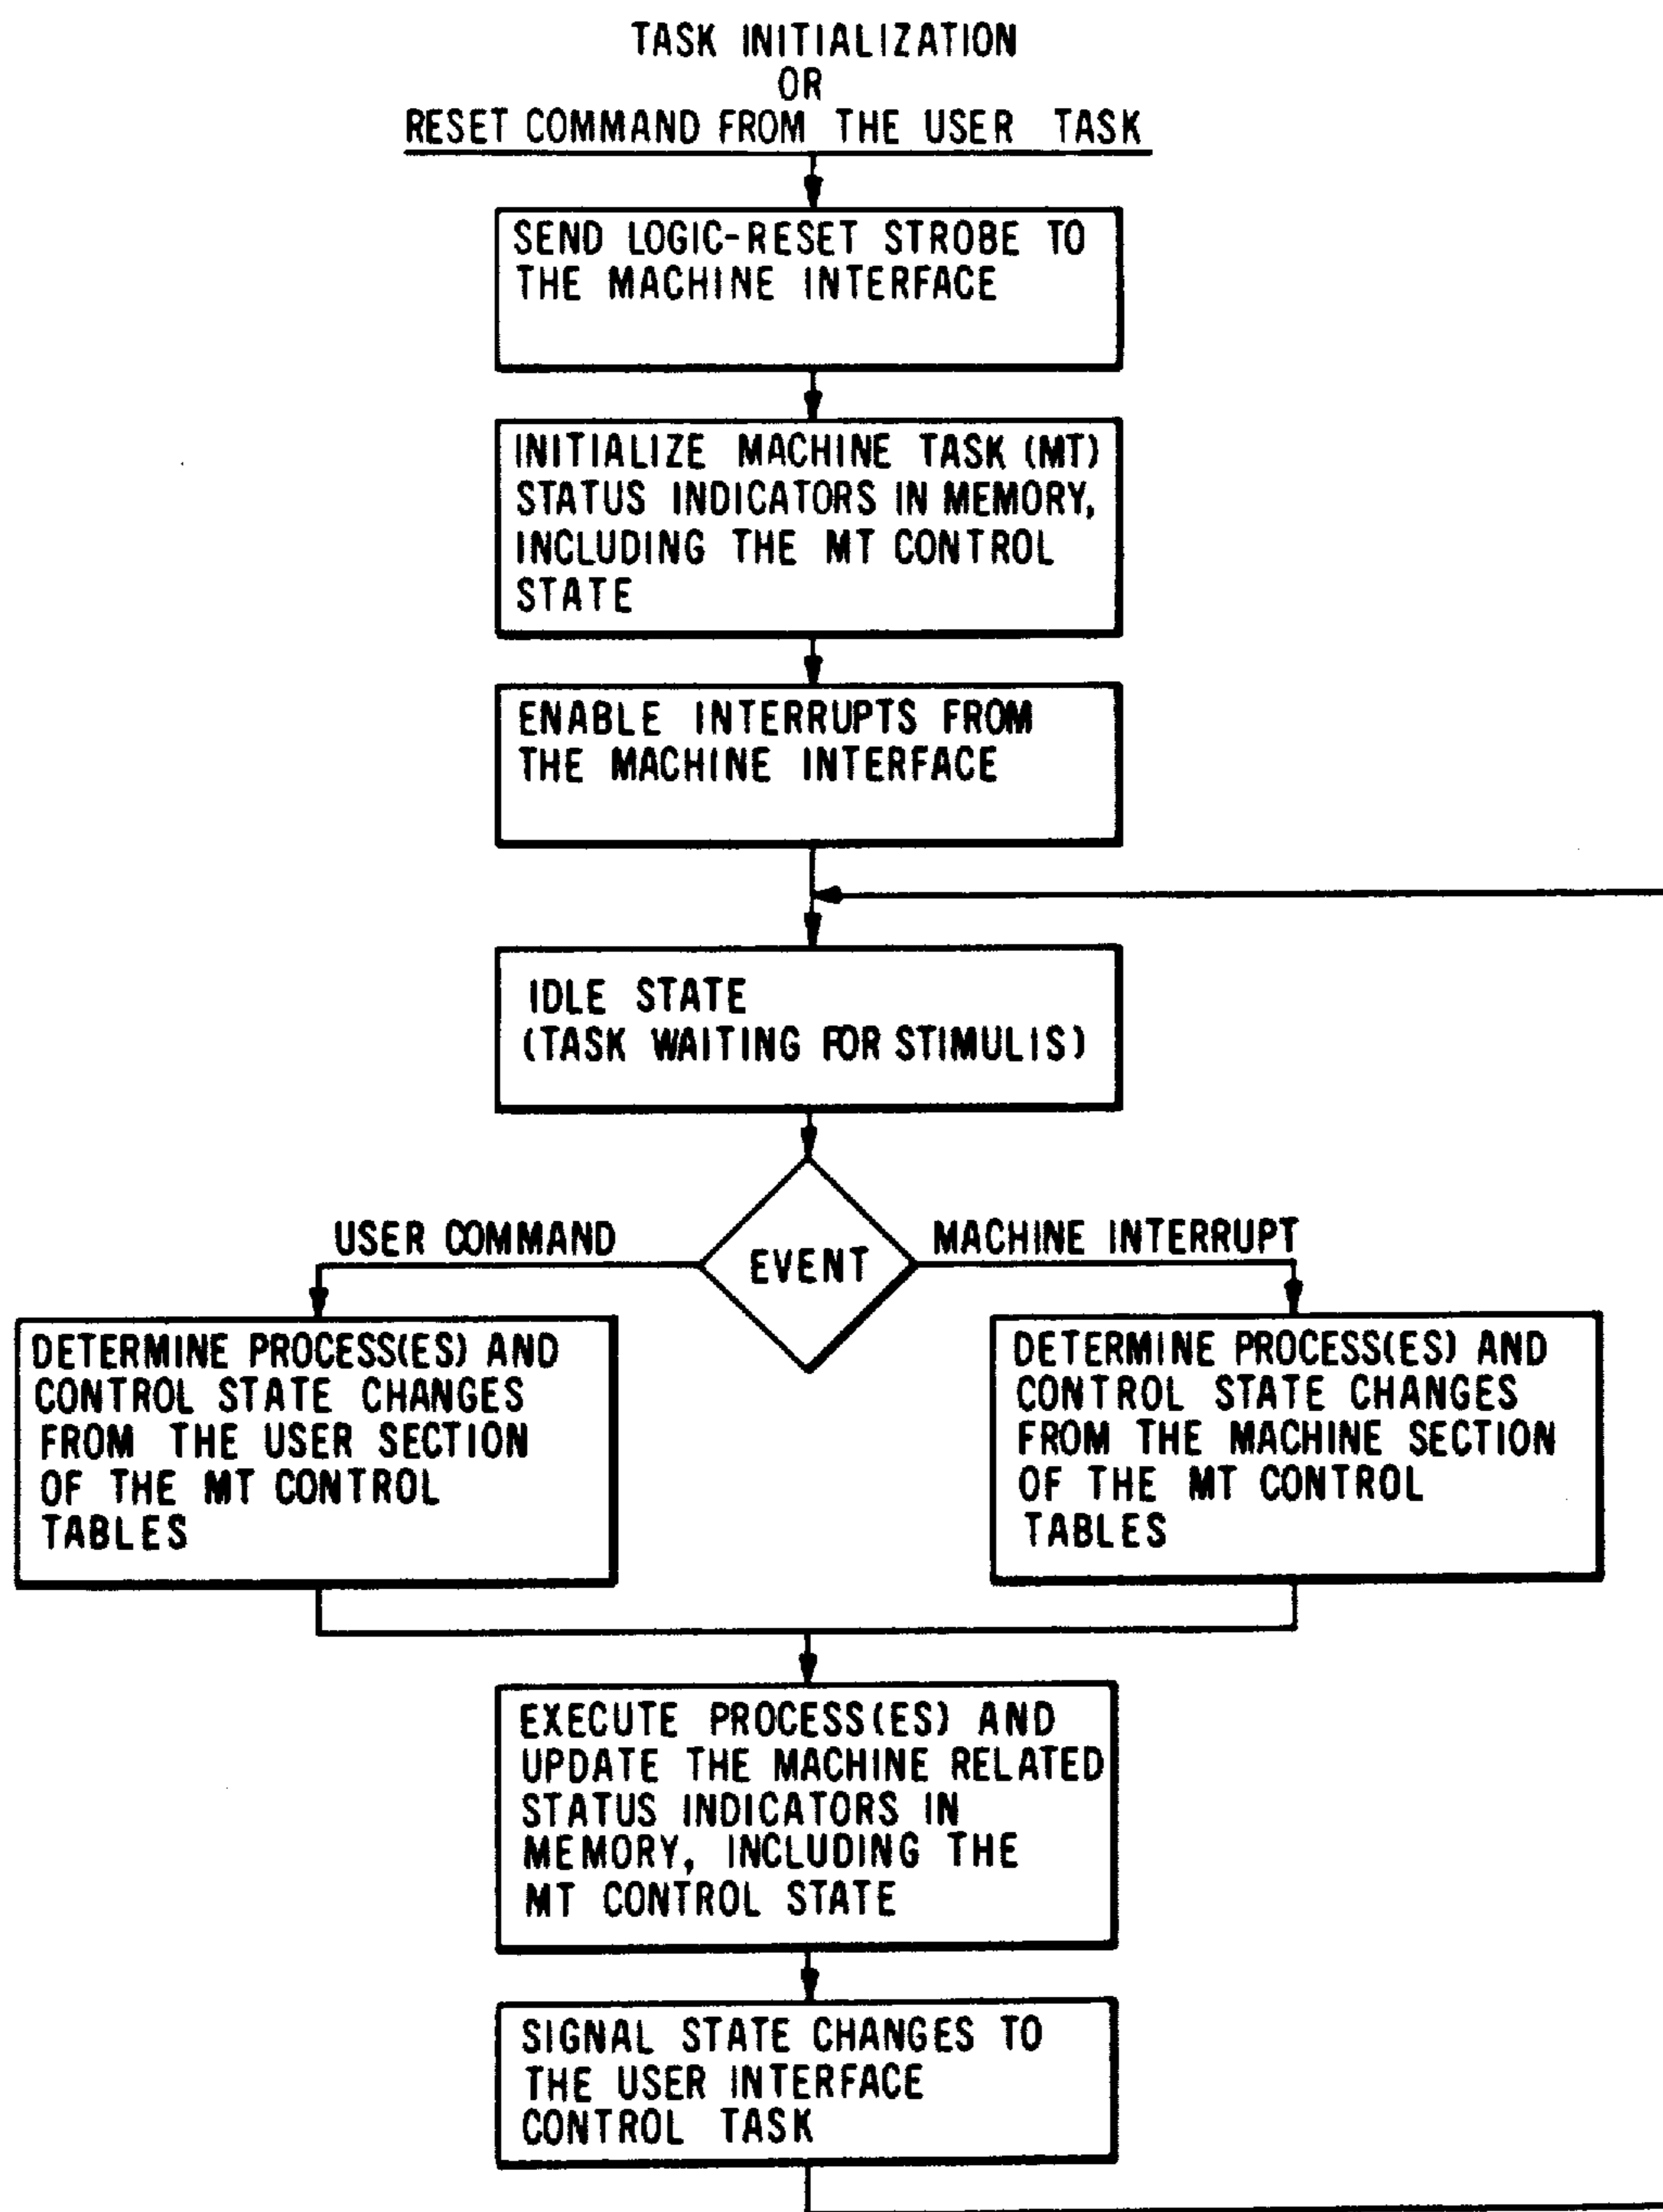 TASK INITIALIZATION
OR
RESET COMMAND FROM THE USER TASK
SEND LOGIC-RESET STROBE TO
THE MACHINE INTERFACE
INITIALIZE MACHINE TASK (MT)
STATUS INDICATORS IN MEMORY,
INCLUDING THE MT CONTROL
STATE
ENABLE INTERRUPTS FROM
THE MACHINE INTERFACE
IDLE STATE
(TASK WAITING FOR STIMULIS)
EVENT
USER COMMAND
MACHINE INTERRUPT
DETERMINE PROCESS(ES) AND
CONTROL STATE CHANGES
FROM THE USER SECTION
OF THE MT CONTROL
TABLES
DETERMINE PROCESS(ES) AND
CONTROL STATE CHANGES
FROM THE MACHINE SECTION
OF THE MT CONTROL
TABLES
EXECUTE PROCESS(ES) AND
UPDATE THE MACHINE RELATED
STATUS INDICATORS IN
MEMORY, INCLUDING THE
MT CONTROL STATE
SIGNAL STATE CHANGES TO
THE USER INTERFACE
CONTROL TASK